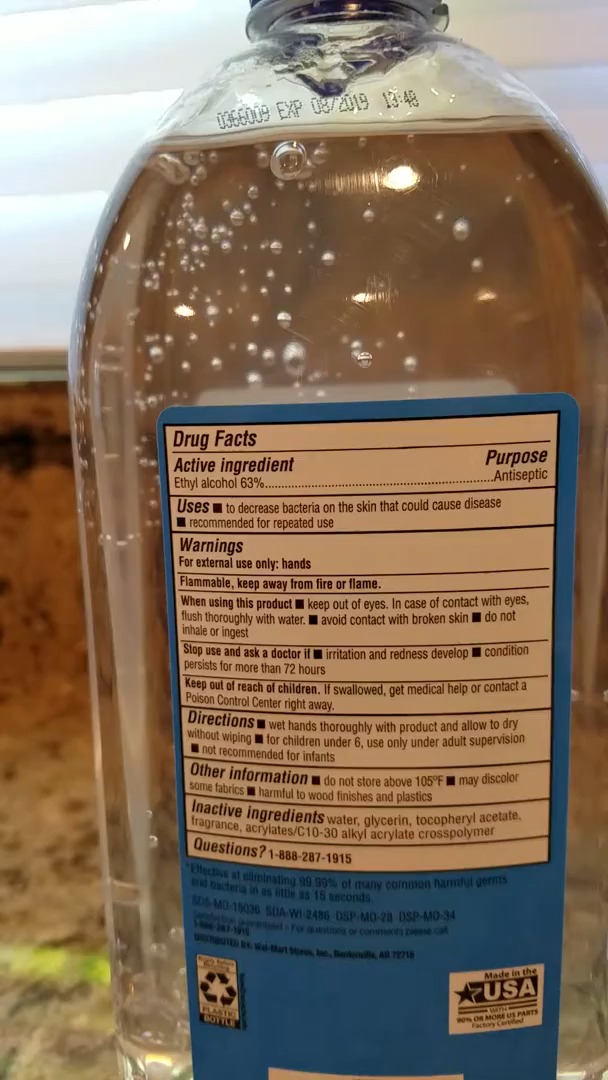 0366009 EXP 08/2019 13:48
Drug Facts
Active ingredient Purpose
Ethyl alcohol 63%..............................Antiseptic
Uses ■ to decrease bacteria on the skin that could cause disease
■ recommended for repeated use
Warnings
For external use only: hands
Flammable, keep away from fire or flame.
When using this product ■ keep out of eyes. In case of contact with eyes,
flush thoroughly with water. ■ avoid contact with broken skin ■ do not
inhale or ingest
Stop use and ask a doctor if ■ irritation and redness develop ■ condition
persists for more than 72 hours
Keep out of reach of children. If swallowed, get medical help or contact a
Poison Control Center right away.
Directions ■ wet hands thoroughly with product and allow to dry
without wiping ■ for children under 6, use only under adult supervision
■ not recommended for infants
Other information ■ do not store above 105ºF ■ may discolor
some fabrics ■ harmful to wood finishes and plastics
Inactive ingredients water, glycerin, tocopheryl acetate,
fragrance, acrylates/C10-30 alkyl acrylate crosspolymer
Questions? 1-888-287-1915
*Effective at eliminating 99.99% of many common harmful germs
and bacteria in as little as 15 seconds.
SDS-MO-15036 SDA-WI-2486 DSP-MO-28 DSP-MO-34
Satisfaction guaranteed - For questions or comments please call
1-888-287-1915
DISTRIBUTED BY: Wal-Mart Stores, Inc., Bentonville, AR 72716
PLASTIC
BOTTLE
Made in the
USA
WITH
90% OR MORE US PARTS
Factory Certified